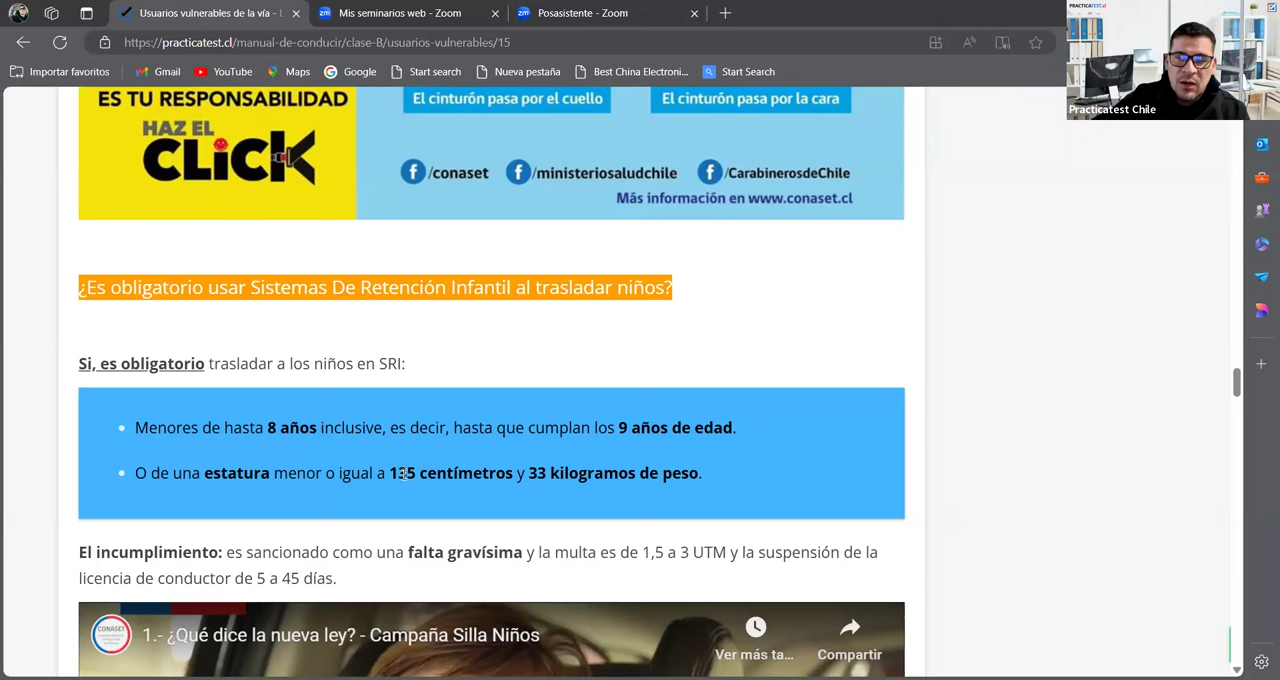 Usuarios vulnerables de la vía - L
Mis seminarios web - Zoom
Posasistente - Zoom
https://practicatest.cl/manual-de-conducir/clase-B/usuarios-vulnerables/15
Importar favoritos
Gmail
YouTube
Maps
Google
Start search
Nueva pestaña
Best China Electroni...
Start Search
PRACTICATEST.cl
Practicatest Chile
ES TU RESPONSABILIDAD
HAZ EL
CLICK
El cinturón pasa por el cuello
El cinturón pasa por la cara
/conaset
/ministeriosaludchile
/CarabinerosdeChile
Más información en www.conaset.cl
¿Es obligatorio usar Sistemas De Retención Infantil al trasladar niños?
Si, es obligatorio trasladar a los niños en SRI:
Menores de hasta 8 años inclusive, es decir, hasta que cumplan los 9 años de edad.
O de una estatura menor o igual a 135 centímetros y 33 kilogramos de peso.
El incumplimiento: es sancionado como una falta gravísima y la multa es de 1,5 a 3 UTM y la suspensión de la
licencia de conductor de 5 a 45 días.
CONASET
1.- ¿Qué dice la nueva ley? - Campaña Silla Niños
Ver más ta...
Compartir